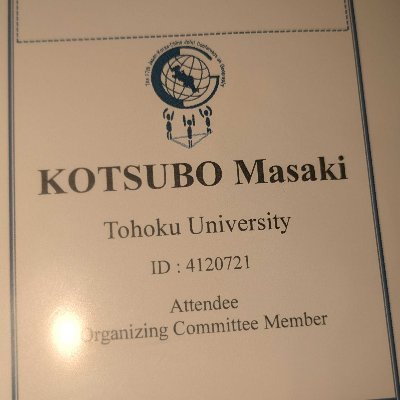 KOTSUBO Masaki
Tohoku University
ID : 4120721
Attendee
Organizing Committee Member